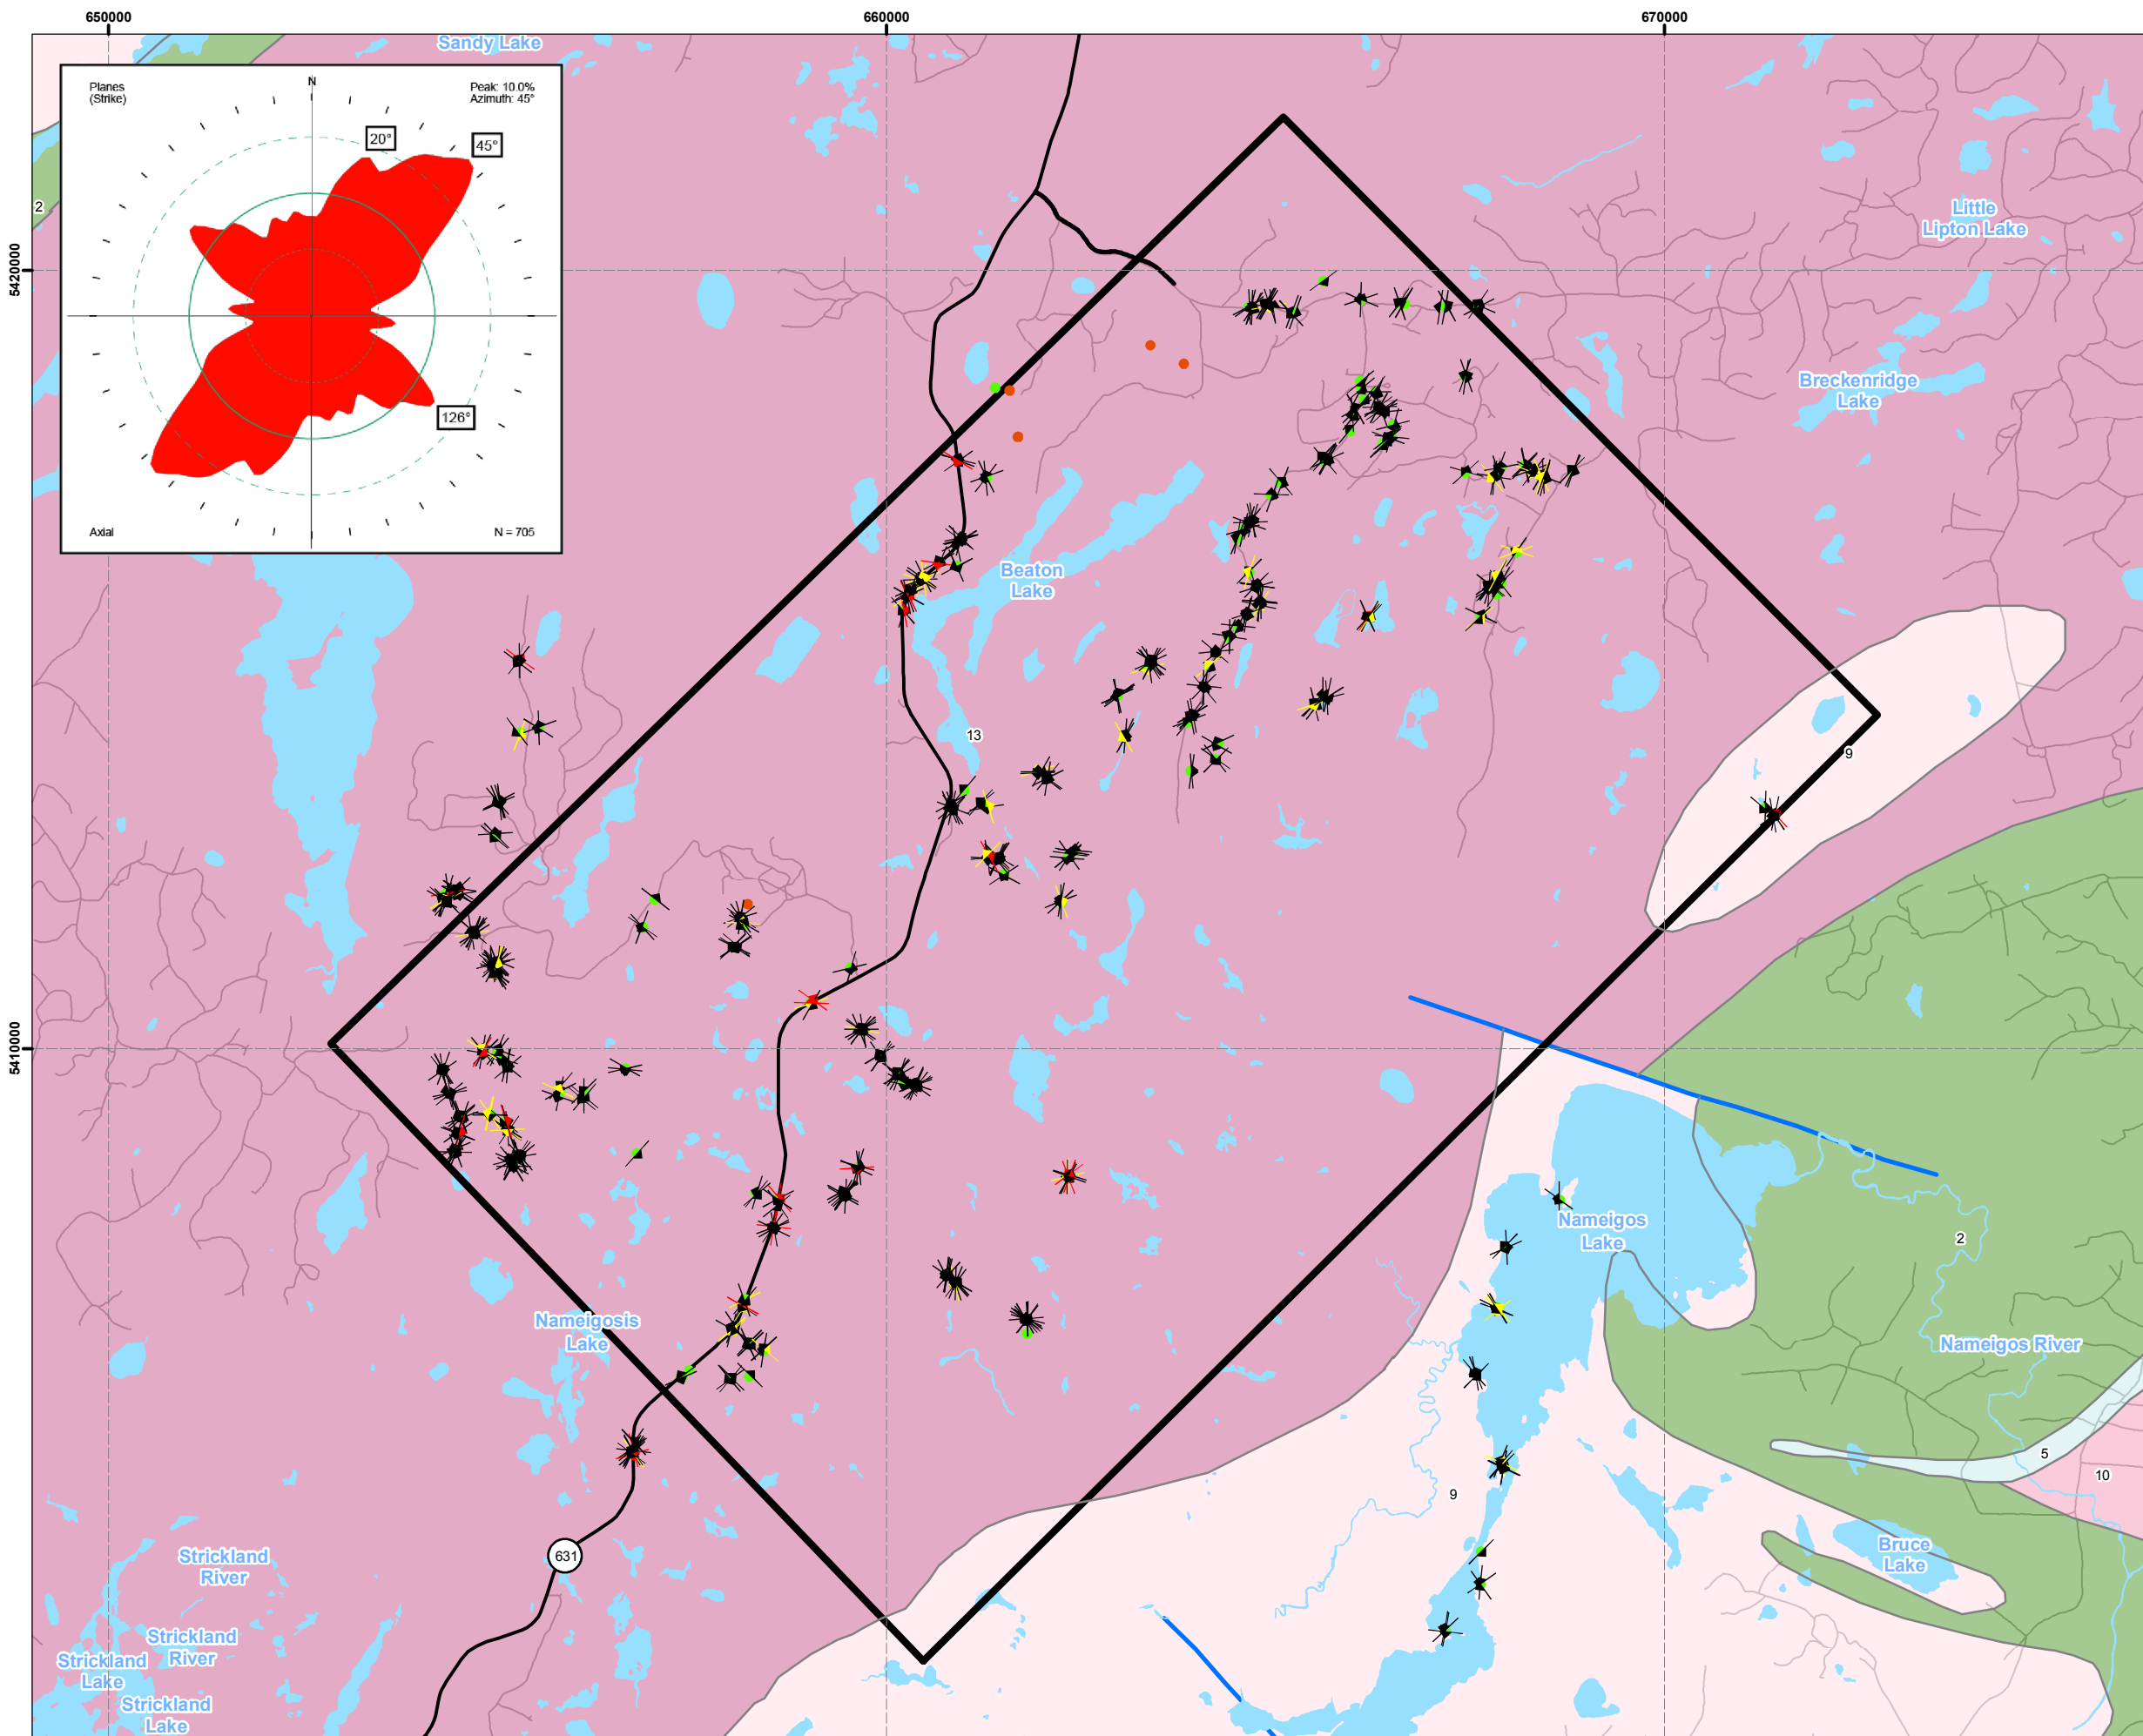 650000
660000
670000
Sandy Lake
Planes
(Strike)
N
Peak: 10.0%
Azimuth: 45°
20°
45°
126°
Axial
N = 705
2
5420000
Little
Lipton Lake
Breckenridge
Lake
Beaton
Lake
13
9
5410000
Nameigos
Lake
2
Nameigosis
Lake
Nameigos River
5
10
9
631
Bruce
Lake
Strickland
River
Strickland
River
Strickland
Lake
Strickland
Lake